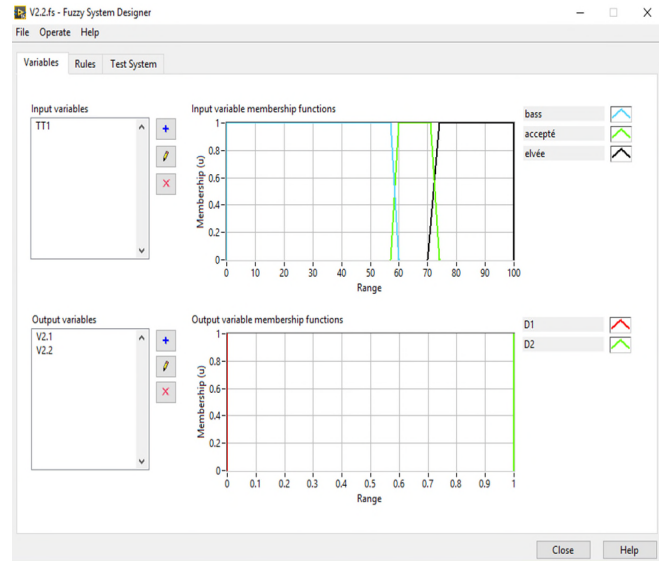 V2.2.fs - Fuzzy System Designer
File Operate Help
Variables Rules Test System
Input variables
TT1
Input variable membership functions
Membership (u)
1
0.8
0.6
0.4
0.2
0
0 10 20 30 40 50 60 70 80 90 100
Range
bass
accepté
elvée
Output variables
V2.1
V2.2
Output variable membership functions
Membership (u)
1
0.8
0.6
0.4
0.2
0
0 0.1 0.2 0.3 0.4 0.5 0.6 0.7 0.8 0.9 1
Range
D1
D2
Close Help